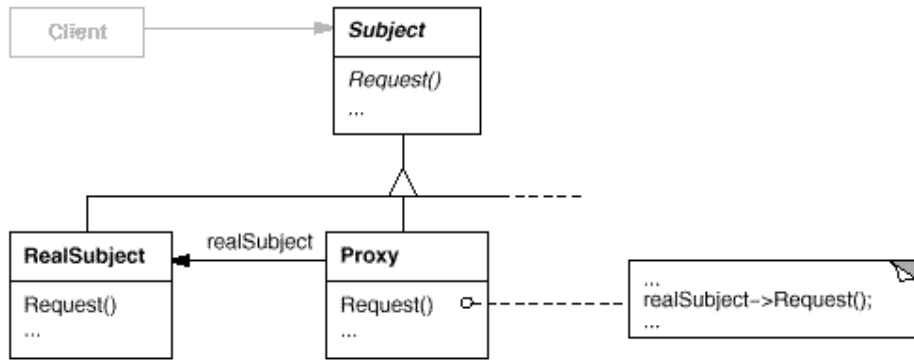 Client
Subject
Request()
...
RealSubject
Request()
...
realSubject
Proxy
Request()
...
...
realSubject->Request();
...